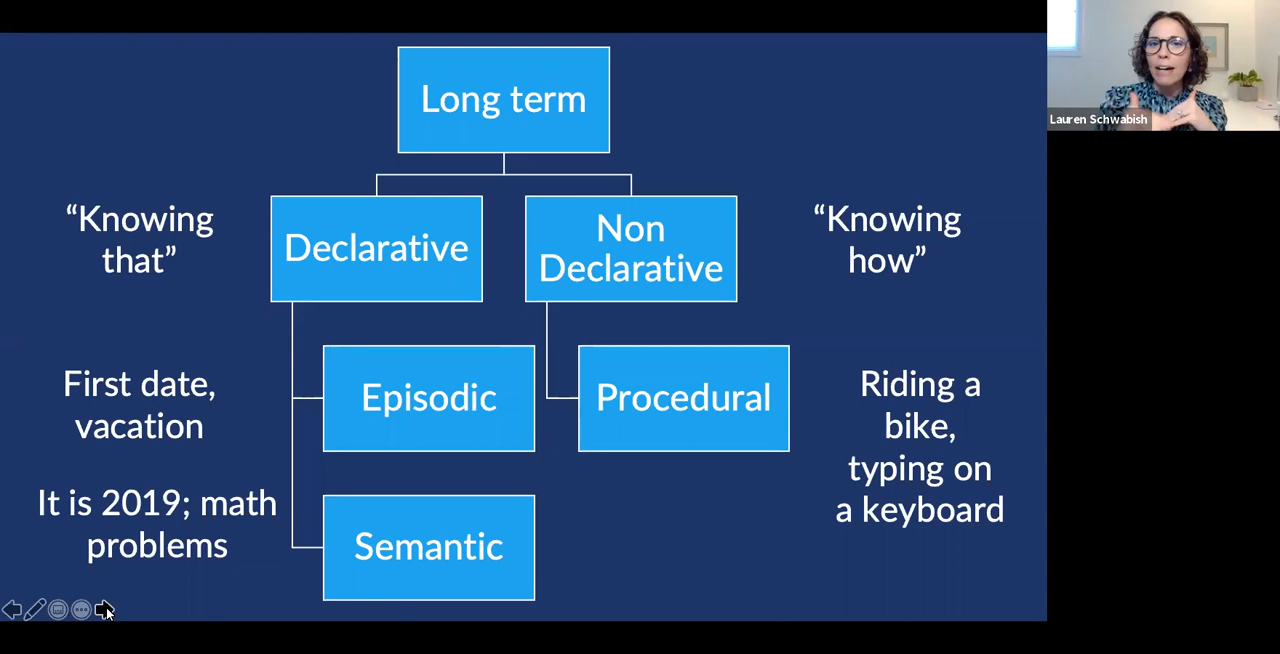 Long term
Lauren Schwabish
“Knowing
that”
Declarative
Non
Declarative
“Knowing
how”
First date,
vacation
Episodic
Procedural
Riding a
bike,
typing on
a keyboard
It is 2019; math
problems
Semantic